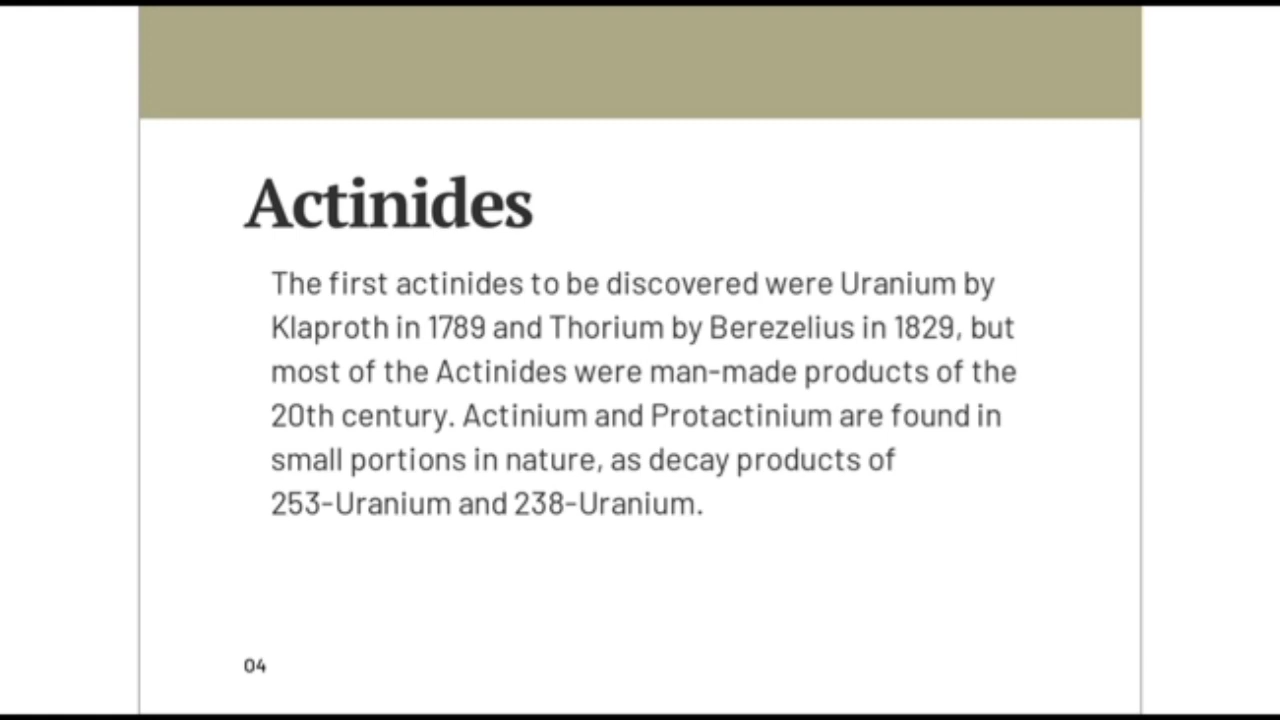 Actinides
The first actinides to be discovered were Uranium by
Klaproth in 1789 and Thorium by Berezelius in 1829, but
most of the Actinides were man-made products of the
20th century. Actinium and Protactinium are found in
small portions in nature, as decay products of
253-Uranium and 238-Uranium.
04